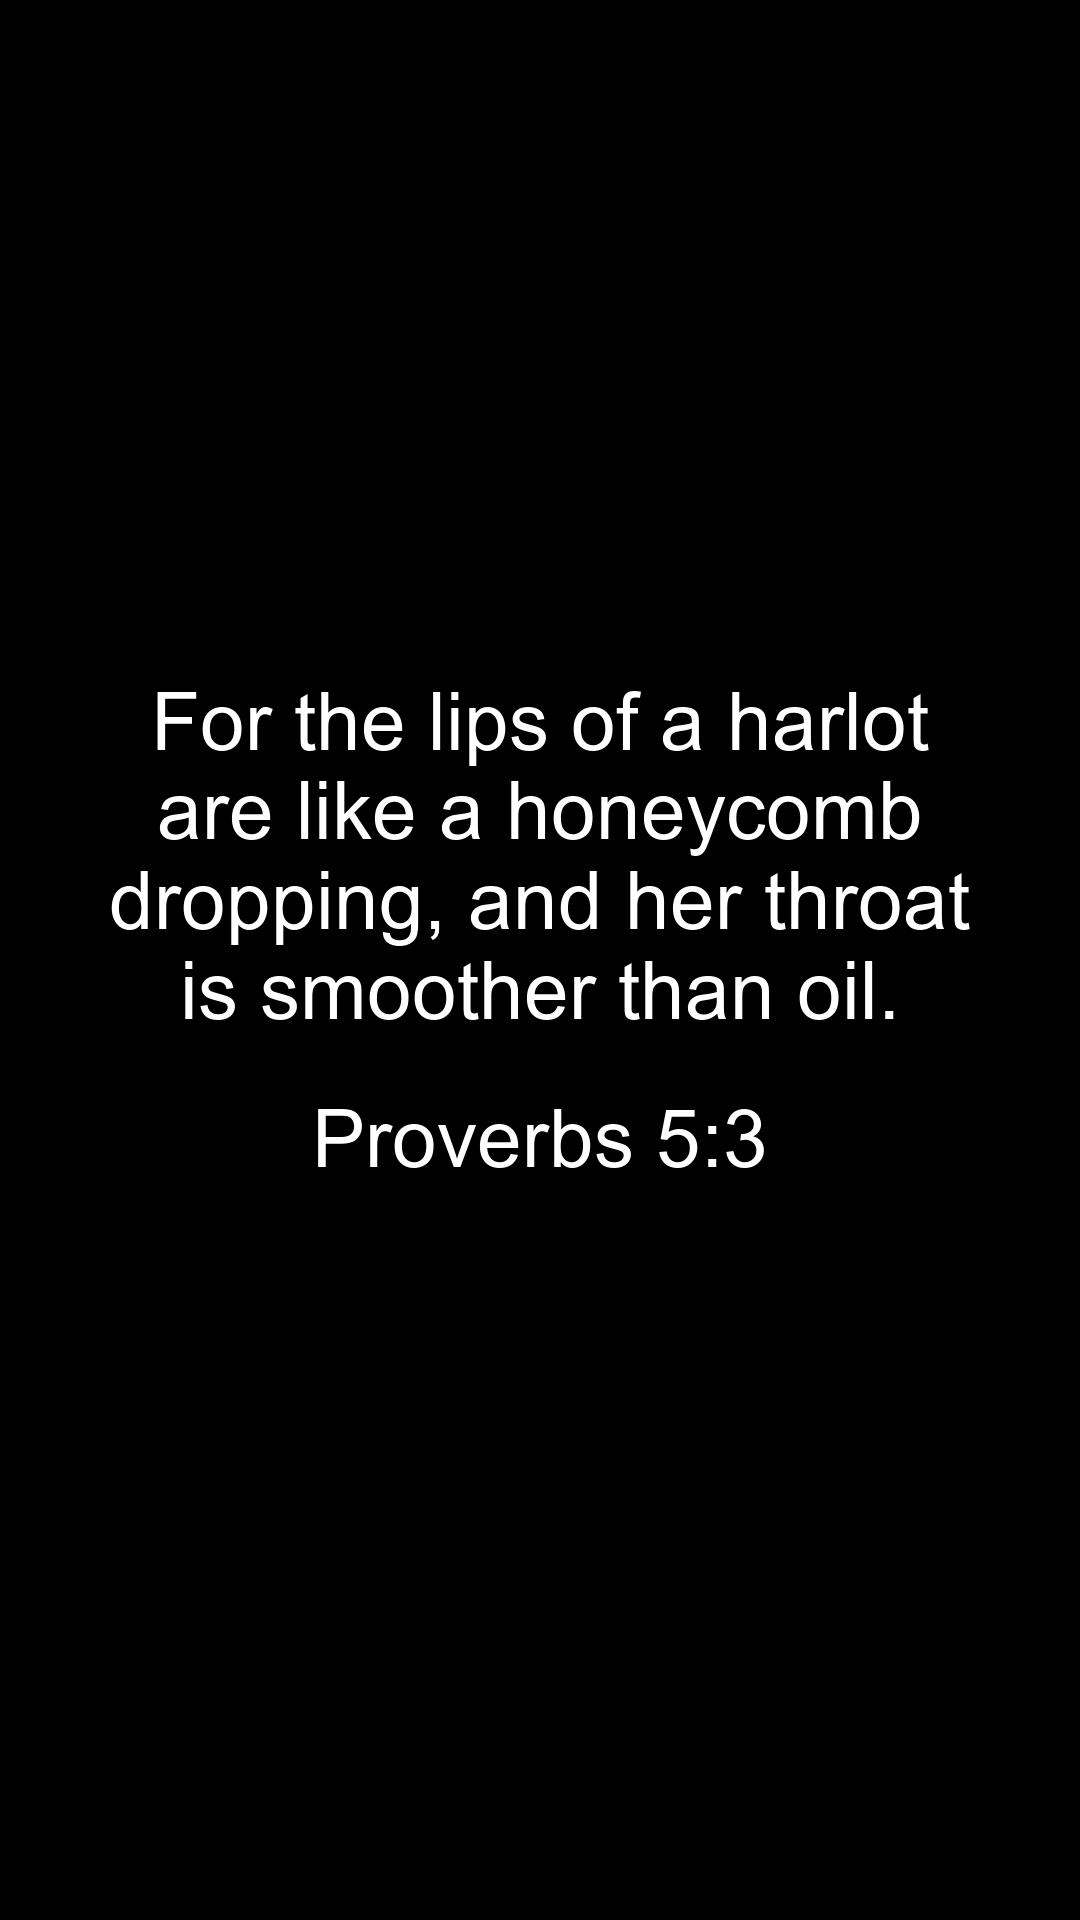 For the lips of a harlot
are like a honeycomb
dropping, and her throat
is smoother than oil.
Proverbs 5:3